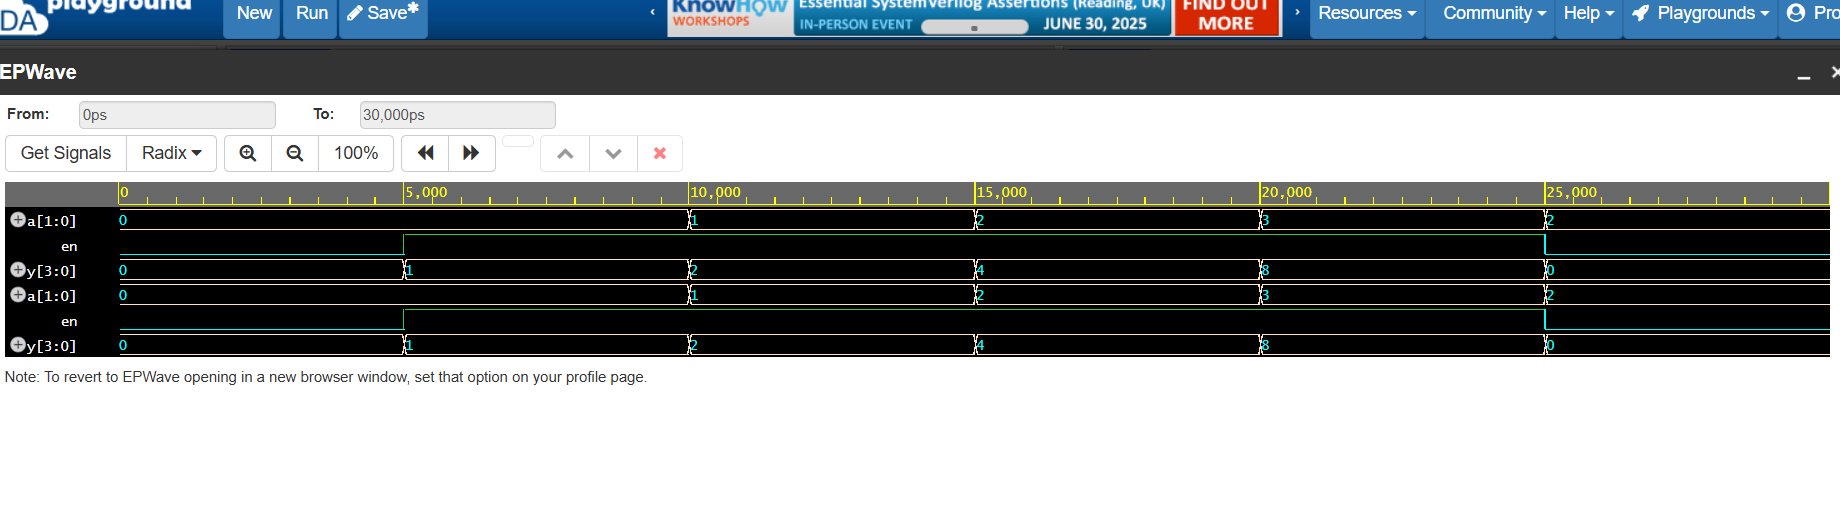 playground
DA
New
Run
Save*
‹
KnowHow
WORKSHOPS
Essential SystemVerilog Assertions (Reading, UK)
IN-PERSON EVENT
JUNE 30, 2025
FIND OUT
MORE
›
Resources
Community
Help
Playgrounds
EPWave
From:
0ps
To:
30,000ps
Get Signals
Radix
100%
0
5,000
10,000
15,000
20,000
25,000
a[1:0] 0 1 2 3 2
en
y[3:0] 0 1 2 4 8 0
a[1:0] 0 1 2 3 2
en
y[3:0] 0 1 2 4 8 0
Note: To revert to EPWave opening in a new browser window, set that option on your profile page.